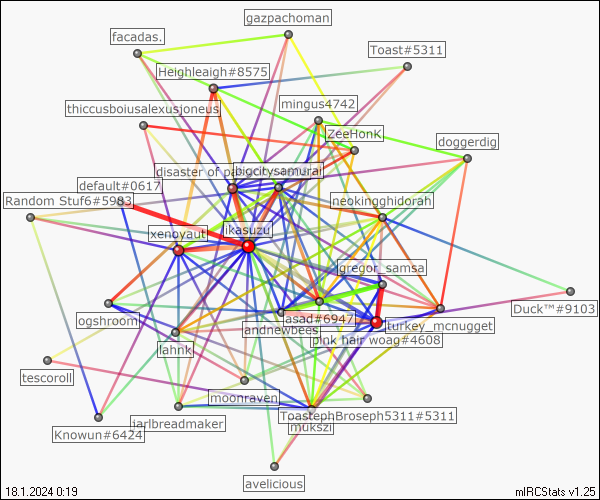 gazpachoman
facadas.
Toast#5311
Heighleaigh#8575
thiccusboiusalexusjoneus
mingus4742
ZeeHonK
doggerdig
disaster of
bigcitysamurai
default#0617
Random Stuf6#5983
neokingghidorah
xenoyaut
ikasuzu
gregor_samsa
Duck™#9103
ogshroom
asad#6947
turkey_mcnugget
andnewbees
pink hair woag#4608
lahnk
tescoroll
moonraven
jarlbreadmaker
ToastephBroseph5311#5311
mukszi
Knowun#6424
avelicious
18.1.2024 0:19
mIRCStats v1.25